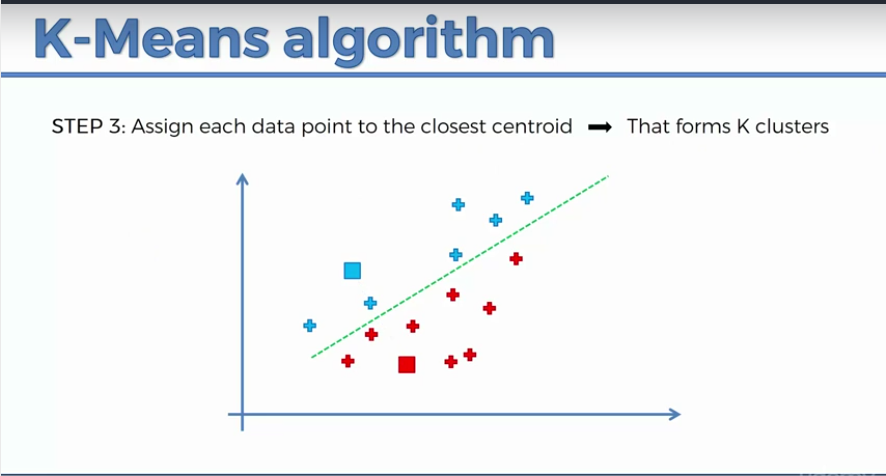 K-Means algorithm
STEP 3: Assign each data point to the closest centroid ➡ That forms K clusters